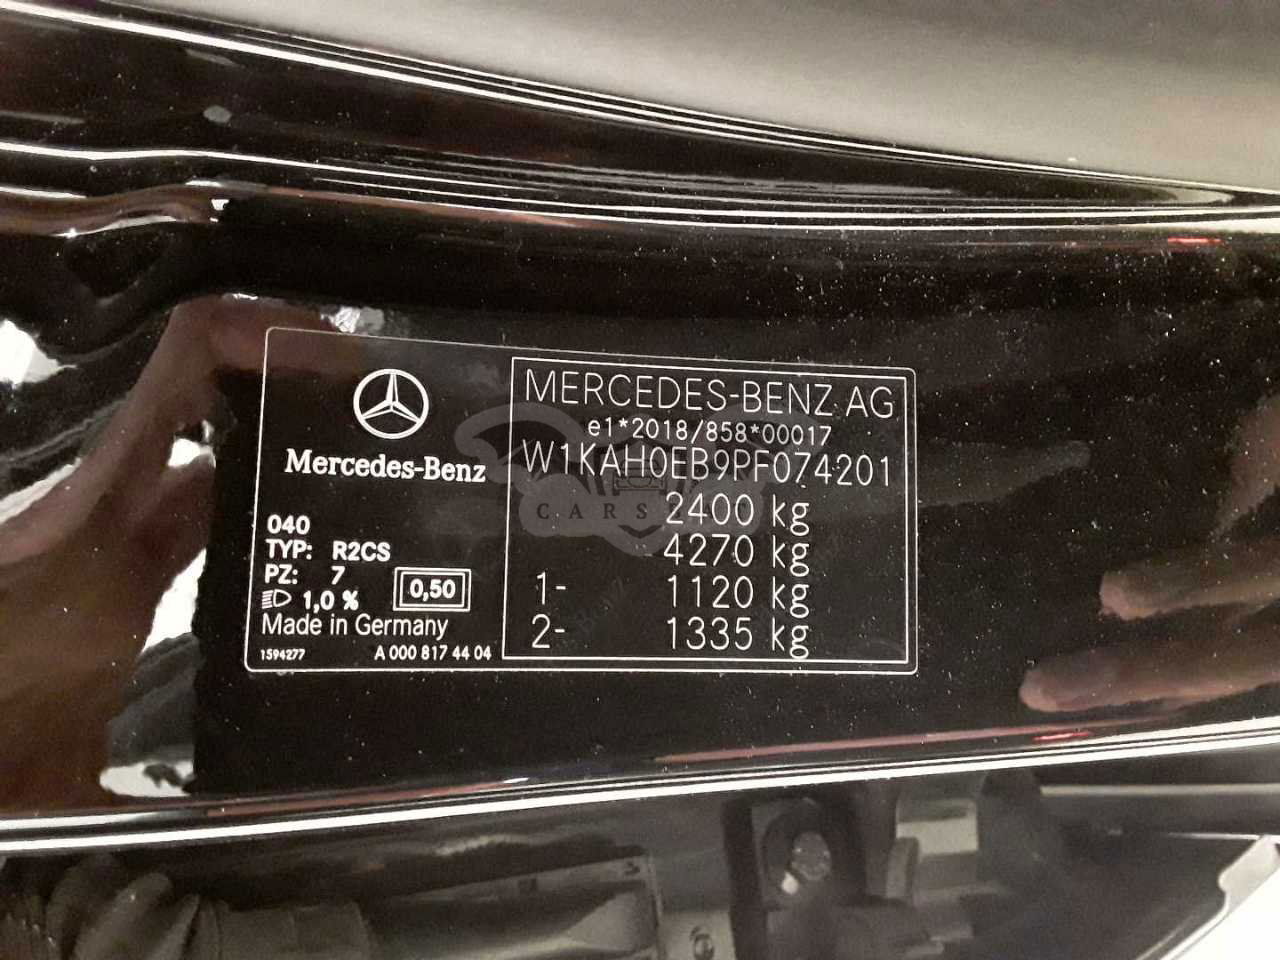 Mercedes-Benz
040
TYP: R2CS
PZ: 7
1,0 %
0,50
Made in Germany
1594277
A 000 817 44 04
MERCEDES-BENZ AG
e1*2018/858*00017
W1KAH0EB9PF074201
2400 kg
4270 kg
1- 1120 kg
2- 1335 kg